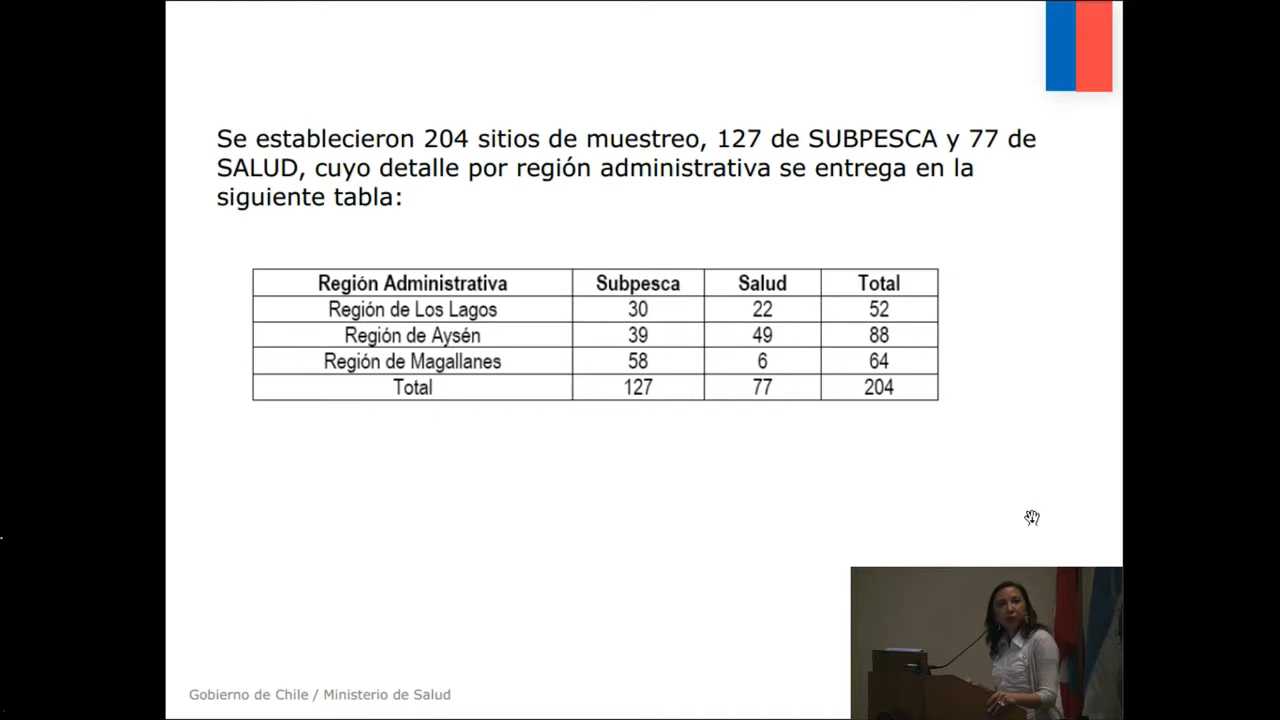 Se establecieron 204 sitios de muestreo, 127 de SUBPESCA y 77 de
SALUD, cuyo detalle por región administrativa se entrega en la
siguiente tabla:
Región Administrativa Subpesca Salud Total
Región de Los Lagos 30 22 52
Región de Aysén 39 49 88
Región de Magallanes 58 6 64
Total 127 77 204
Gobierno de Chile / Ministerio de Salud